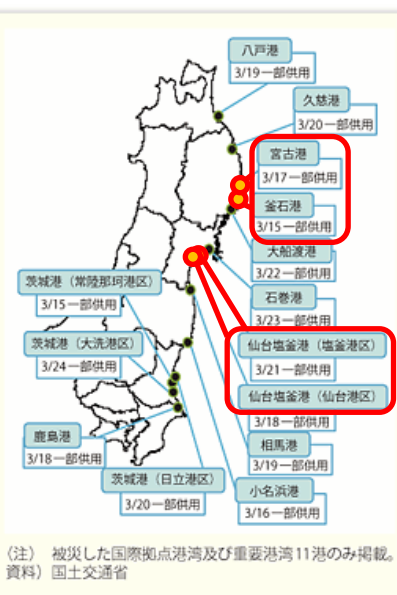 八戸港
3/19一部供用
久慈港
3/20一部供用
宮古港
3/17一部供用
釜石港
3/15一部供用
大船渡港
3/22一部供用
石巻港
3/23一部供用
仙台塩釜港（塩釜港区）
3/21一部供用
仙台塩釜港（仙台港区）
3/18一部供用
相馬港
3/19一部供用
小名浜港
3/16一部供用
茨城港（常陸那珂港区）
3/15一部供用
茨城港（大洗港区）
3/24一部供用
鹿島港
3/18一部供用
茨城港（日立港区）
3/20一部供用
（注）　被災した国際拠点港湾及び重要港湾11港のみ掲載。
資料）国土交通省